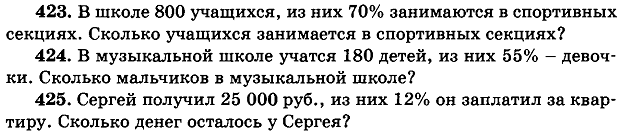 423. В школе 800 учащихся, из них 70% занимаются в спортивных
секциях. Сколько учащихся занимается в спортивных секциях?
424. В музыкальной школе учатся 180 детей, из них 55% – девоч-
ки. Сколько мальчиков в музыкальной школе?
425. Сергей получил 25 000 руб., из них 12% он заплатил за квар-
тиру. Сколько денег осталось у Сергея?